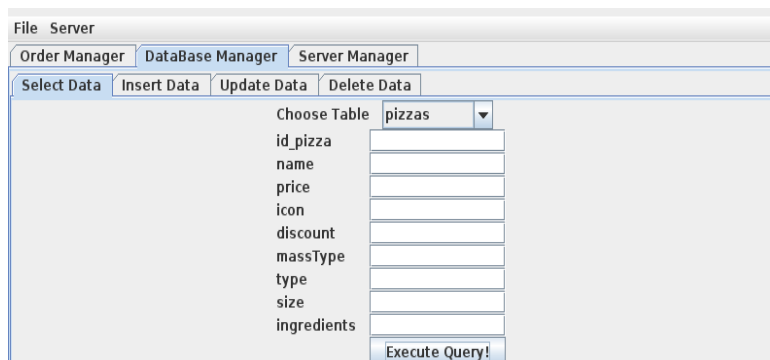 File Server
Order Manager DataBase Manager Server Manager
Select Data Insert Data Update Data Delete Data
Choose Table pizzas
id_pizza
name
price
icon
discount
massType
type
size
ingredients
Execute Query!